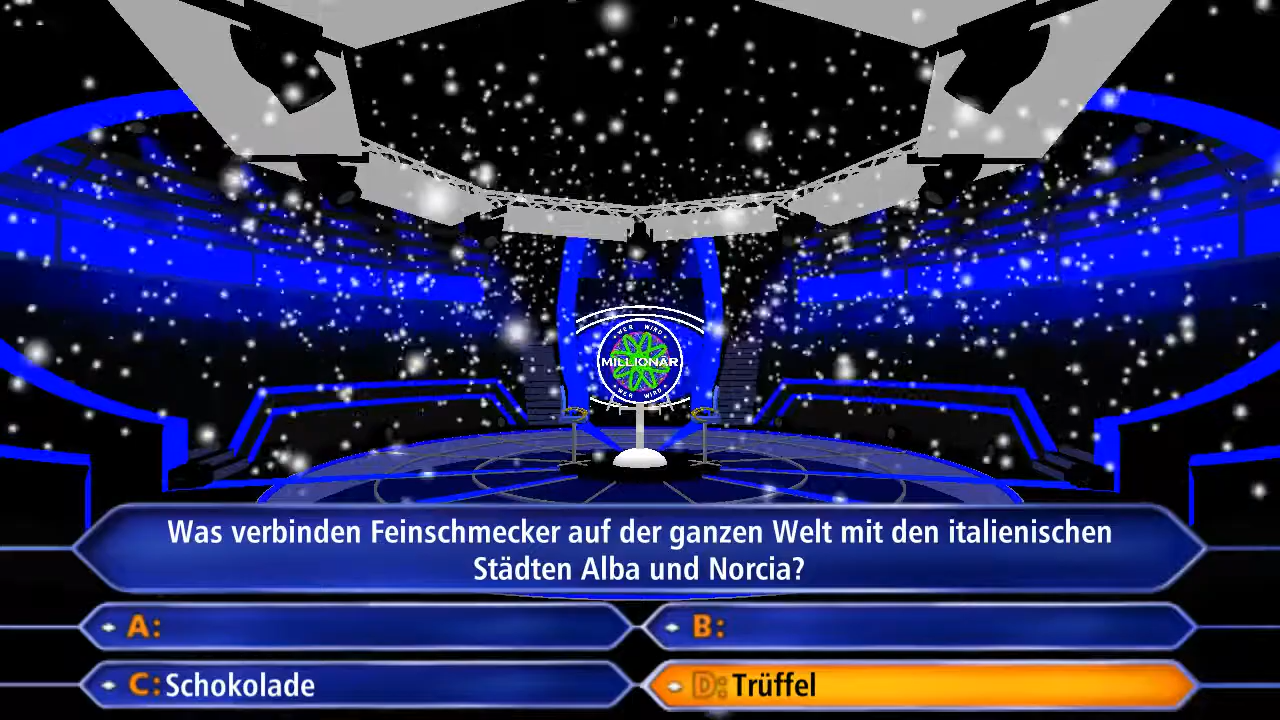 WER WIRD
MILLIONÄR
WER WIRD
Was verbinden Feinschmecker auf der ganzen Welt mit den italienischen
Städten Alba und Norcia?
A:
B:
C: Schokolade
D: Trüffel